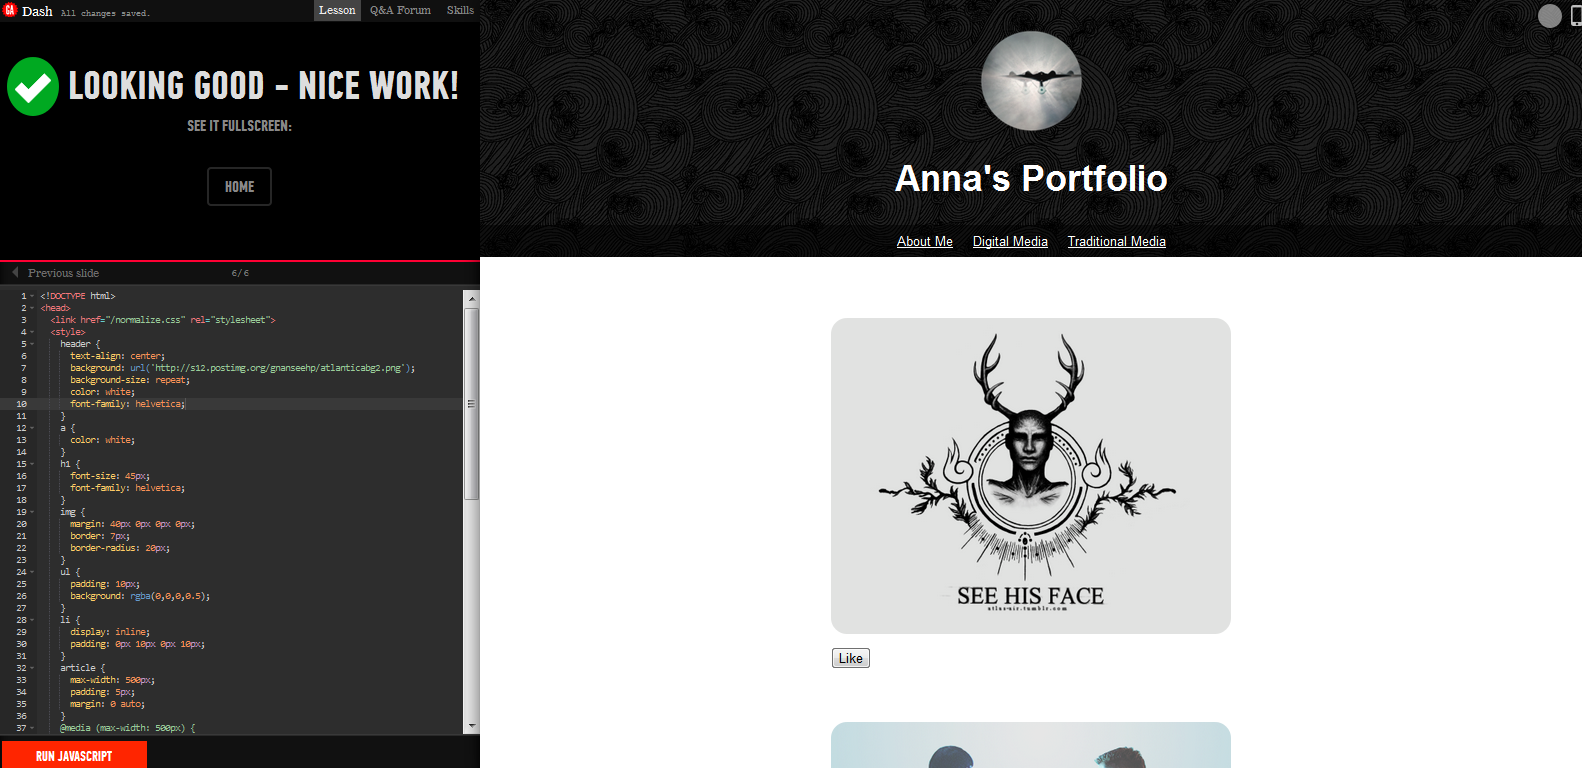 GA Dash All changes saved. Lesson Q&A Forum Skills
LOOKING GOOD - NICE WORK!
SEE IT FULLSCREEN:
HOME
Previous slide 6/6
1 <!DOCTYPE html>
2 <head>
3 <link href="/normalize.css" rel="stylesheet">
4 <style>
5 header {
6 text-align: center;
7 background: url('http://s12.postimg.org/gnanseehp/atlanticabg2.png');
8 background-size: repeat;
9 color: white;
10 font-family: helvetica;
11 }
12 a {
13 color: white;
14 }
15 h1 {
16 font-size: 45px;
17 font-family: helvetica;
18 }
19 img {
20 margin: 40px 0px 0px 0px;
21 border: 7px;
22 border-radius: 20px;
23 }
24 ul {
25 padding: 10px;
26 background: rgba(0,0,0,0.5);
27 }
28 li {
29 display: inline;
30 padding: 0px 10px 0px 10px;
31 }
32 article {
33 max-width: 500px;
34 padding: 5px;
35 margin: 0 auto;
36 }
37 @media (max-width: 500px) {
RUN JAVASCRIPT
Anna's Portfolio
About Me Digital Media Traditional Media
SEE HIS FACE
atlas-air.tumblr.com
Like